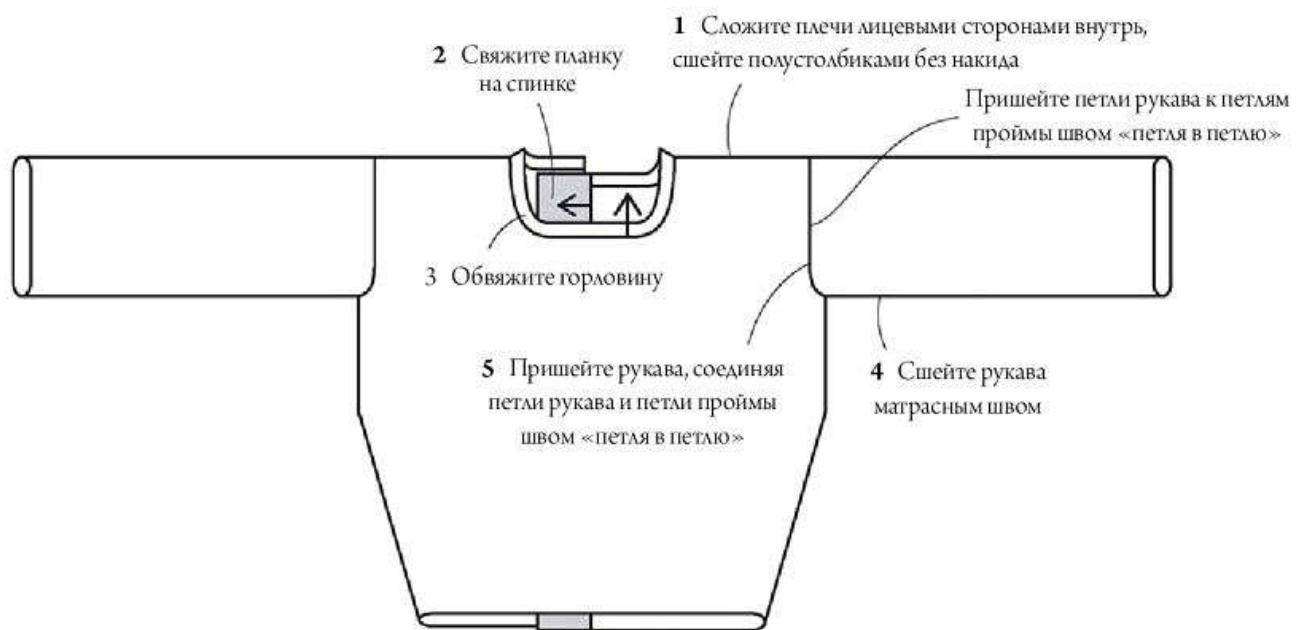 1 Сложите плечи лицевыми сторонами внутрь,
сшейте полустолбиками без накида
2 Свяжите планку
на спинке
Пришейте петли рукава к петлям
проймы швом «петля в петлю»
3 Обвяжите горловину
5 Пришейте рукава, соединяя
петли рукава и петли проймы
швом «петля в петлю»
4 Сшейте рукава
матрасным швом